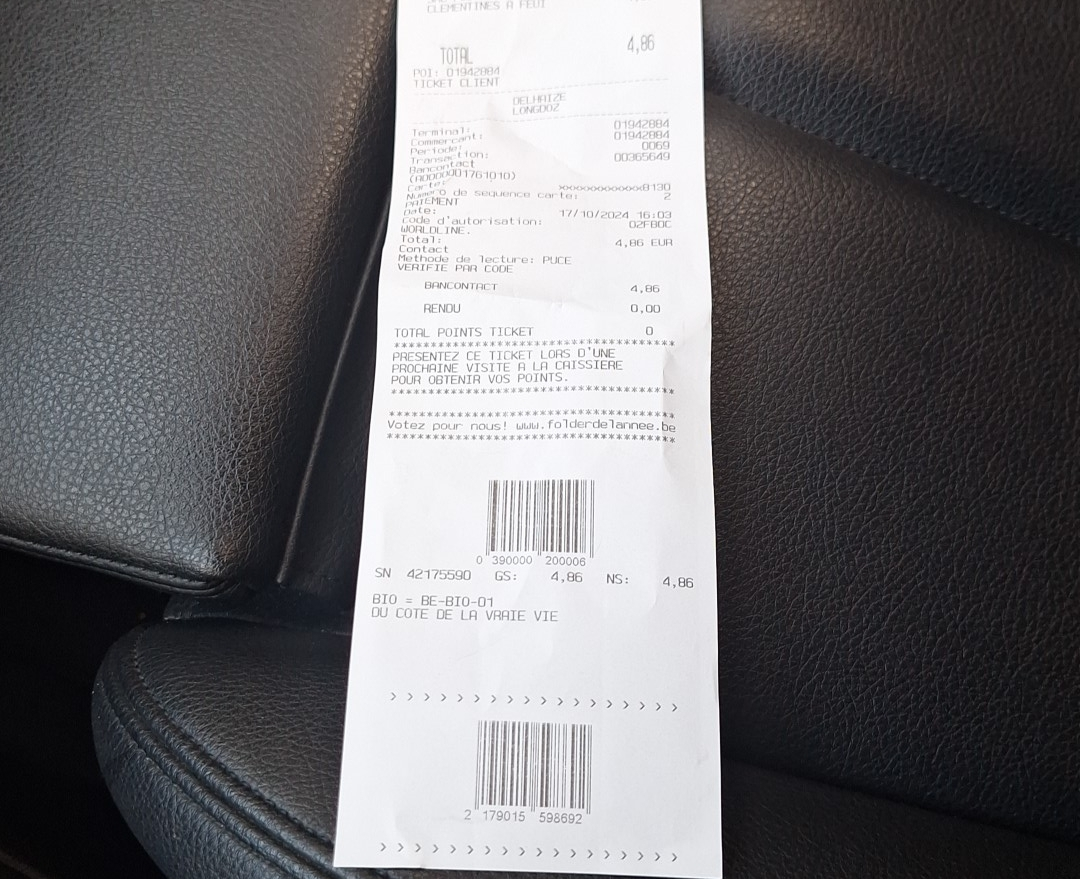 CLEMENTINES A FEUI
TOTAL 4,86
POI: 01942884
TICKET CLIENT
DELHAIZE
LONGDOZ
Terminal: 01942884
Commercant: 01942884
Periode: 0069
Transaction: 00365649
Bancontact
(A0000001761010)
Carte: xxxxxxxxxxxxx8130
Numero de sequence carte: 2
PAIEMENT
Date: 17/10/2024 16:03
Code d'autorisation: 02FB0C
WORLDLINE.
Total: 4,86 EUR
Contact
Methode de lecture: PUCE
VERIFIE PAR CODE
BANCONTACT 4,86
RENDU 0,00
TOTAL POINTS TICKET 0
****************************************
PRESENTEZ CE TICKET LORS D'UNE
PROCHAINE VISITE A LA CAISSIERE
POUR OBTENIR VOS POINTS.
****************************************
****************************************
Votez pour nous! www.folderdelannee.be
****************************************
0 390000 200006
SN 42175590 GS: 4,86 NS: 4,86
BIO = BE-BIO-01
DU COTE DE LA VRAIE VIE
> > > > > > > > > > > > > > > > > >
2 179015 598692
> > > > > > > > > > > > > > > > > > >